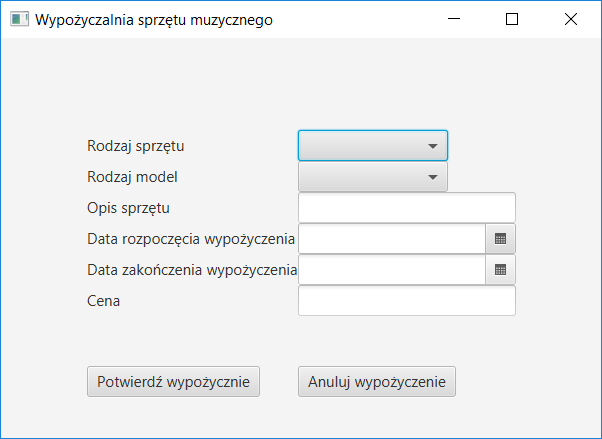 Wypożyczalnia sprzętu muzycznego
Rodzaj sprzętu
Rodzaj model
Opis sprzętu
Data rozpoczęcia wypożyczenia
Data zakończenia wypożyczenia
Cena
Potwierdź wypożycznie Anuluj wypożyczenie